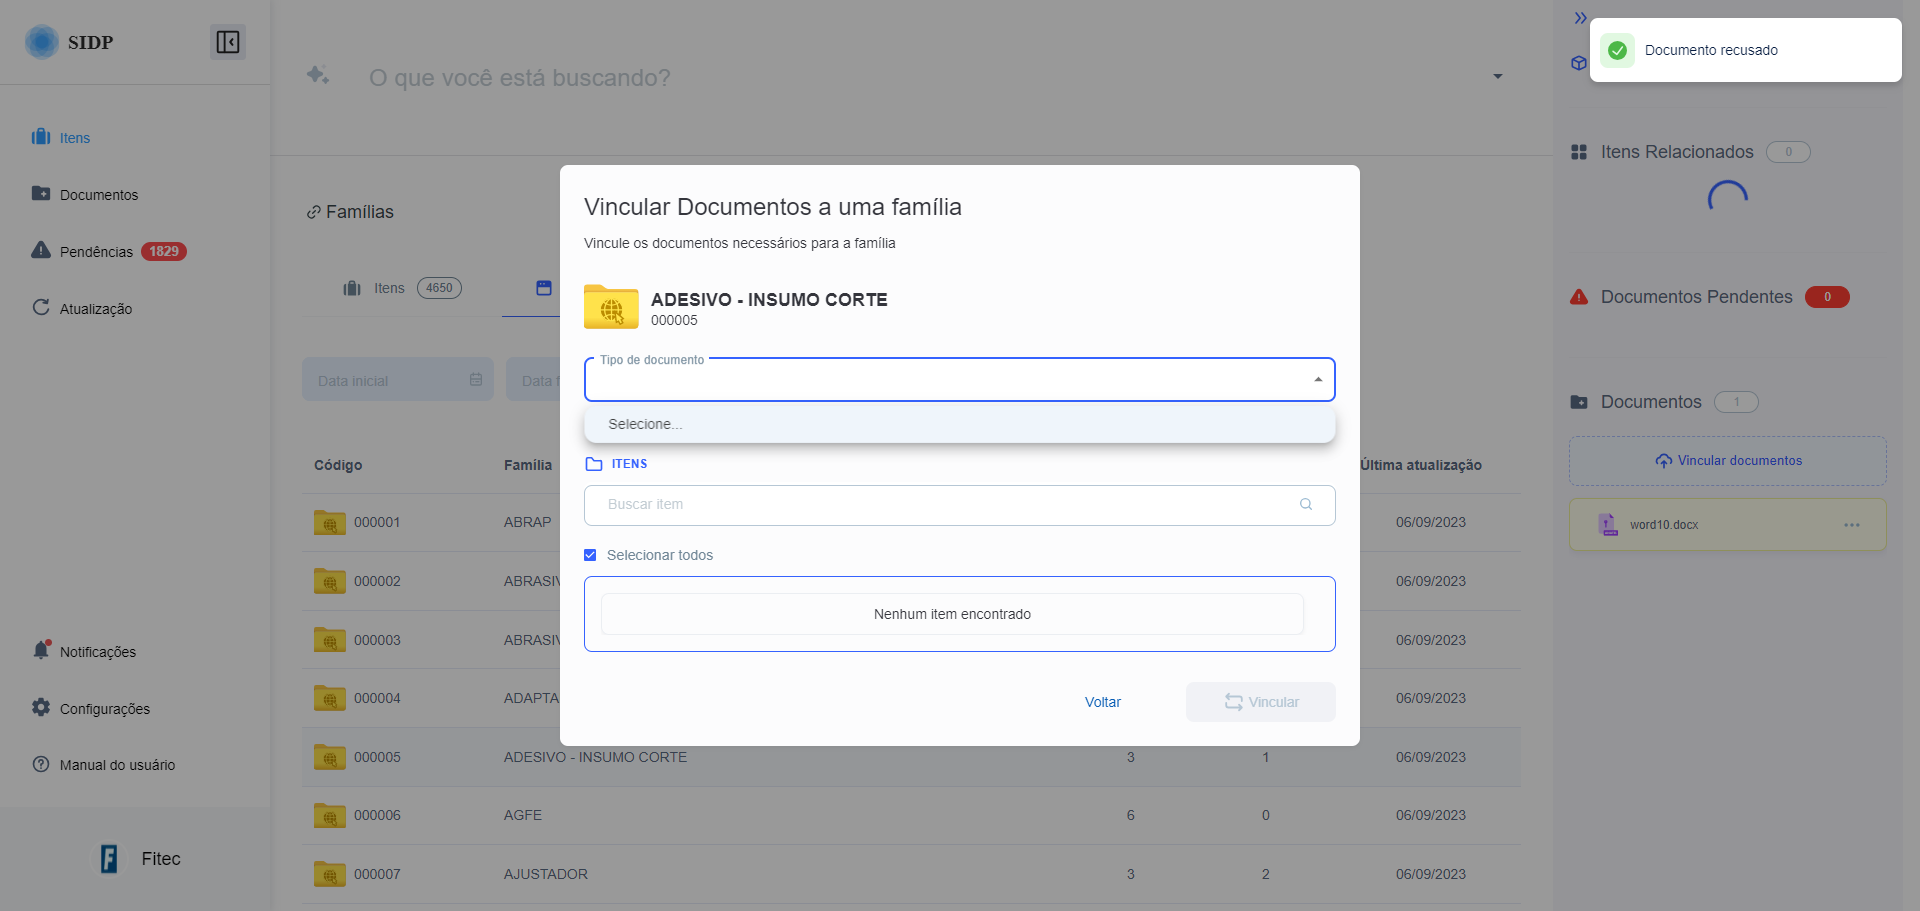 SIDP
Itens
Documentos
Pendências 1829
Atualização
Notificações
Configurações
Manual do usuário
Fitec
O que você está buscando?
Famílias
Itens 4650
Data inicial
Data f
Código
Família
Última atualização
000001 ABRAP 06/09/2023
000002 ABRASIV 06/09/2023
000003 ABRASIV 06/09/2023
000004 ADAPTA 06/09/2023
000005 ADESIVO - INSUMO CORTE 3 1 06/09/2023
000006 AGFE 6 0 06/09/2023
000007 AJUSTADOR 3 2 06/09/2023
Vincular Documentos a uma família
Vincule os documentos necessários para a família
ADESIVO - INSUMO CORTE
000005
Tipo de documento
Selecione...
ITENS
Buscar item
Selecionar todos
Nenhum item encontrado
Voltar
Vincular
Documento recusado
Itens Relacionados 0
Documentos Pendentes 0
Documentos 1
Vincular documentos
word10.docx